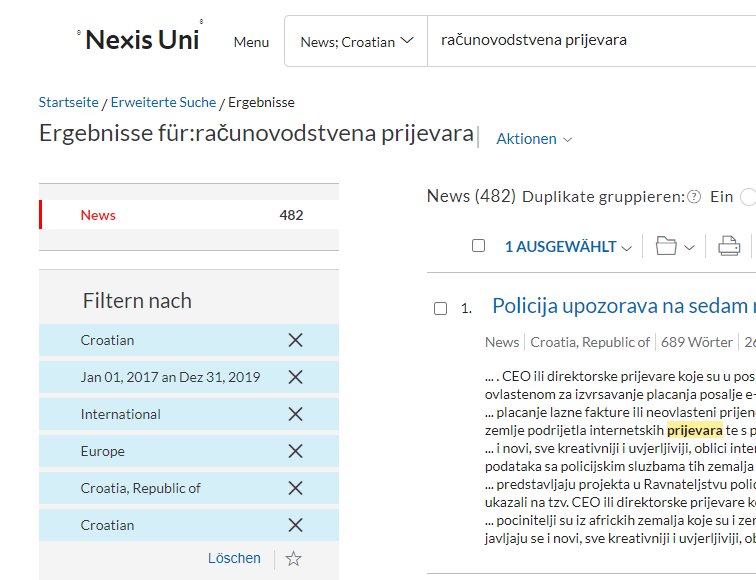 Nexis Uni
Menu
News; Croatian
računovodstvena prijevara
Startseite / Erweiterte Suche / Ergebnisse
Ergebnisse für:računovodstvena prijevara
Aktionen
News 482
Filtern nach
Croatian
Jan 01, 2017 an Dez 31, 2019
International
Europe
Croatia, Republic of
Croatian
Löschen
News (482) Duplikate gruppieren: Ein
1 AUSGEWÄHLT
1. Policija upozorava na sedam
News Croatia, Republic of 689 Wörter 26
... . CEO ili direktorske prijevare koje su u pos
ovlastenom za izvrsavanje placanja posalje e-
... placanje lazne fakture ili neovlasteni prijen
zemlje podrijetla internetskih prijevara te s p
... i novi, sve kreativniji i uvjerljiviji, oblici inter
podataka sa policijskim sluzbama tih zemalja
... predstavljaju projekta u Ravnateljstvu polic
ukazali na tzv. CEO ili direktorske prijevare k
... pocinitelji su iz africkih zemalja koje su i zem
javljaju se i novi, sve kreativniji i uvjerljiviji, ob